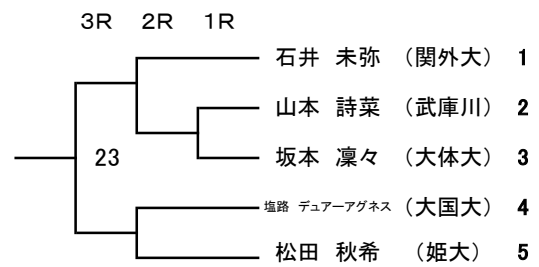 ３Ｒ ２Ｒ １Ｒ
石井 未弥 （関外大） 1
山本 詩菜 （武庫川） 2
23
坂本 凜々 （大体大） 3
塩路 デュアーアグネス （大国大） 4
松田 秋希 （姫大） 5